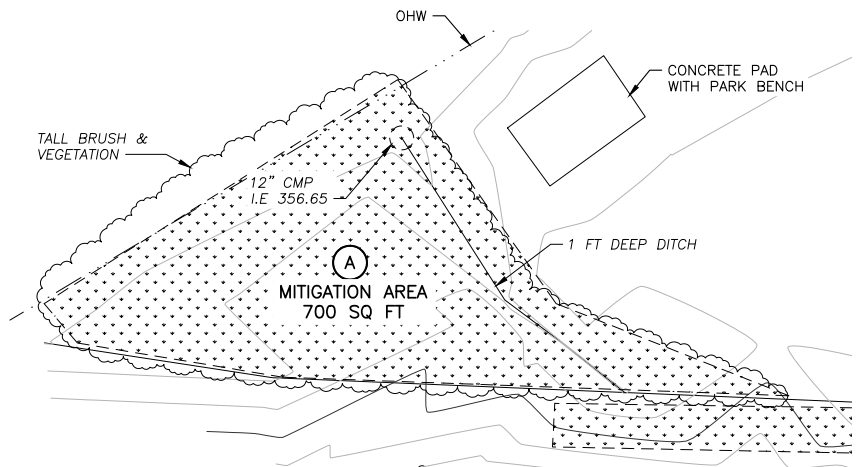 OHW
CONCRETE PAD
WITH PARK BENCH
TALL BRUSH &
VEGETATION
12" CMP
I.E 356.65
1 FT DEEP DITCH
A
MITIGATION AREA
700 SQ FT